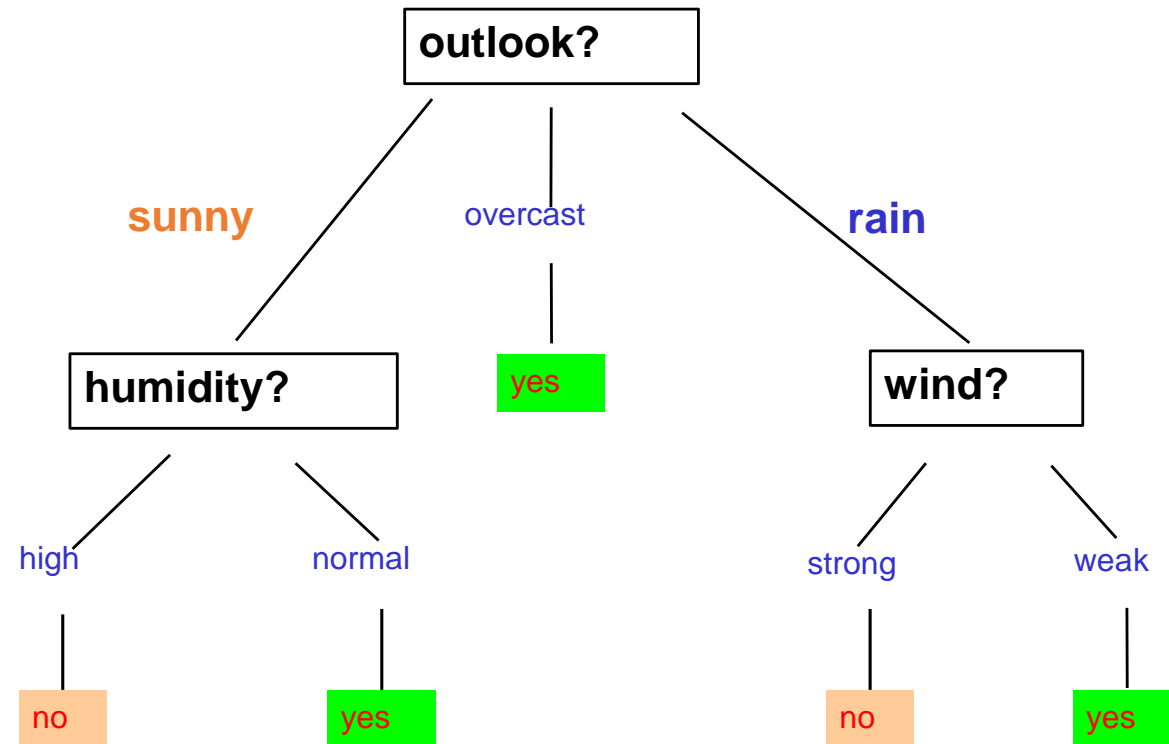 outlook?
sunny
overcast
rain
humidity?
yes
wind?
high
normal
strong
weak
no
yes
no
yes